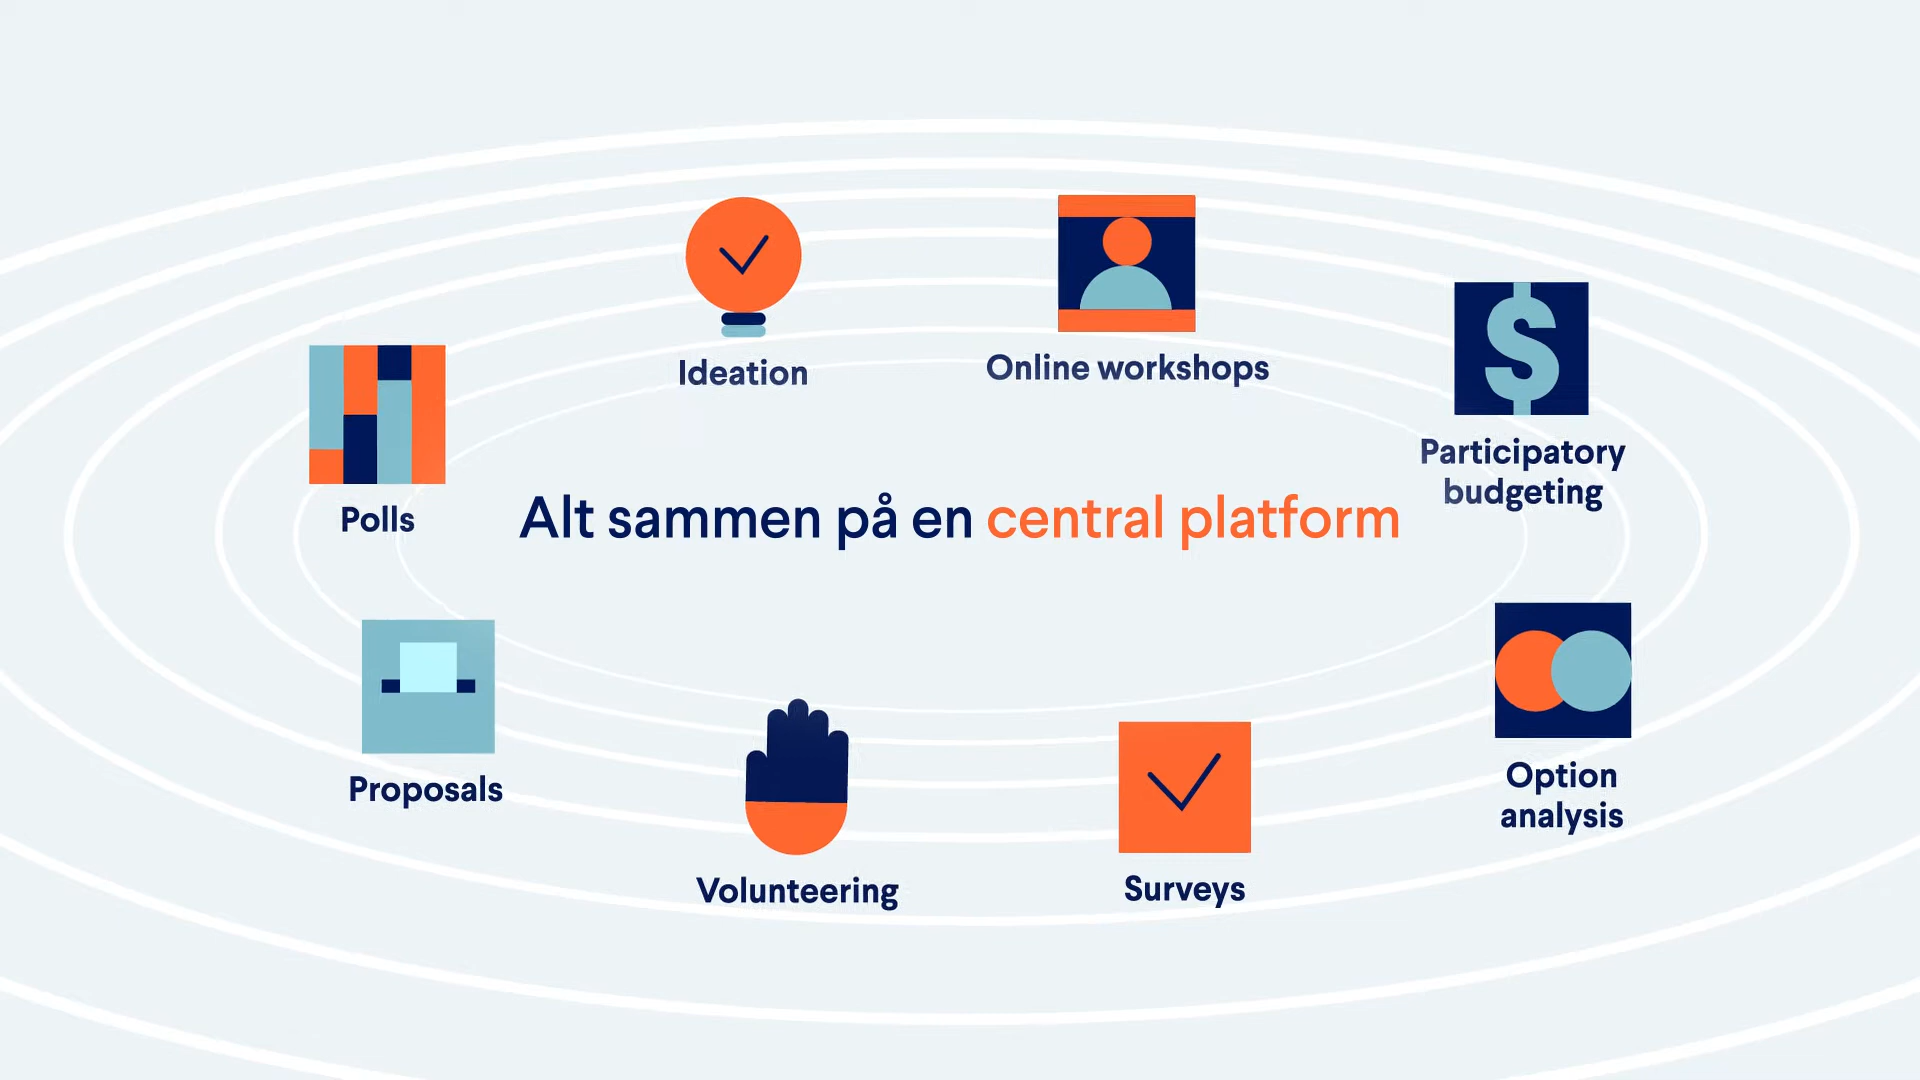 Ideation
Online workshops
Participatory
budgeting
Polls
Alt sammen på en central platform
Proposals
Option
analysis
Volunteering
Surveys